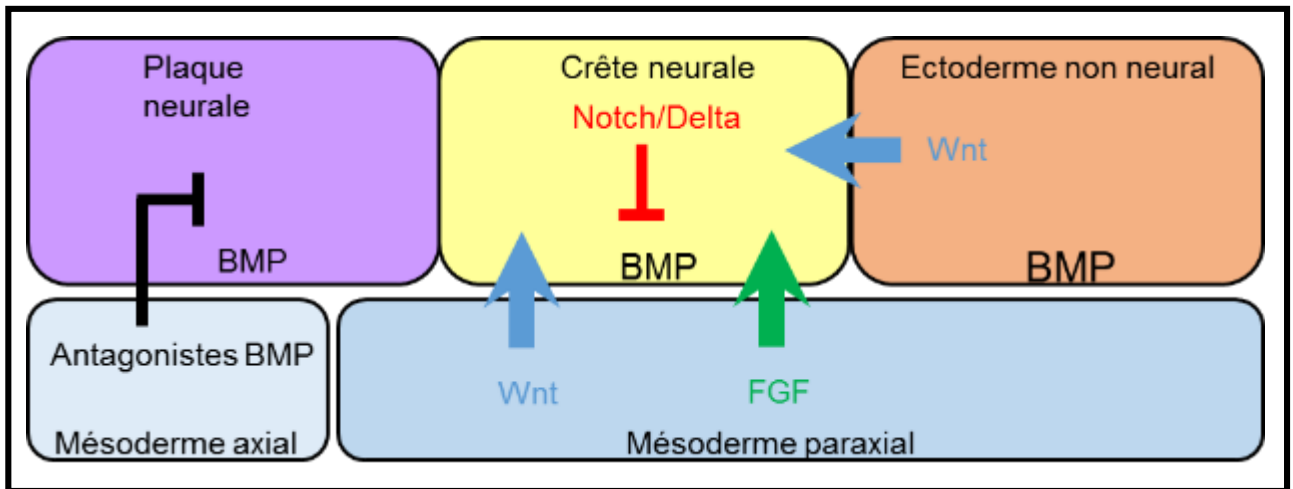 Plaque
neurale
BMP
Crête neurale
Notch/Delta
BMP
Ectoderme non neural
Wnt
BMP
Antagonistes BMP
Mésoderme axial
Wnt
FGF
Mésoderme paraxial